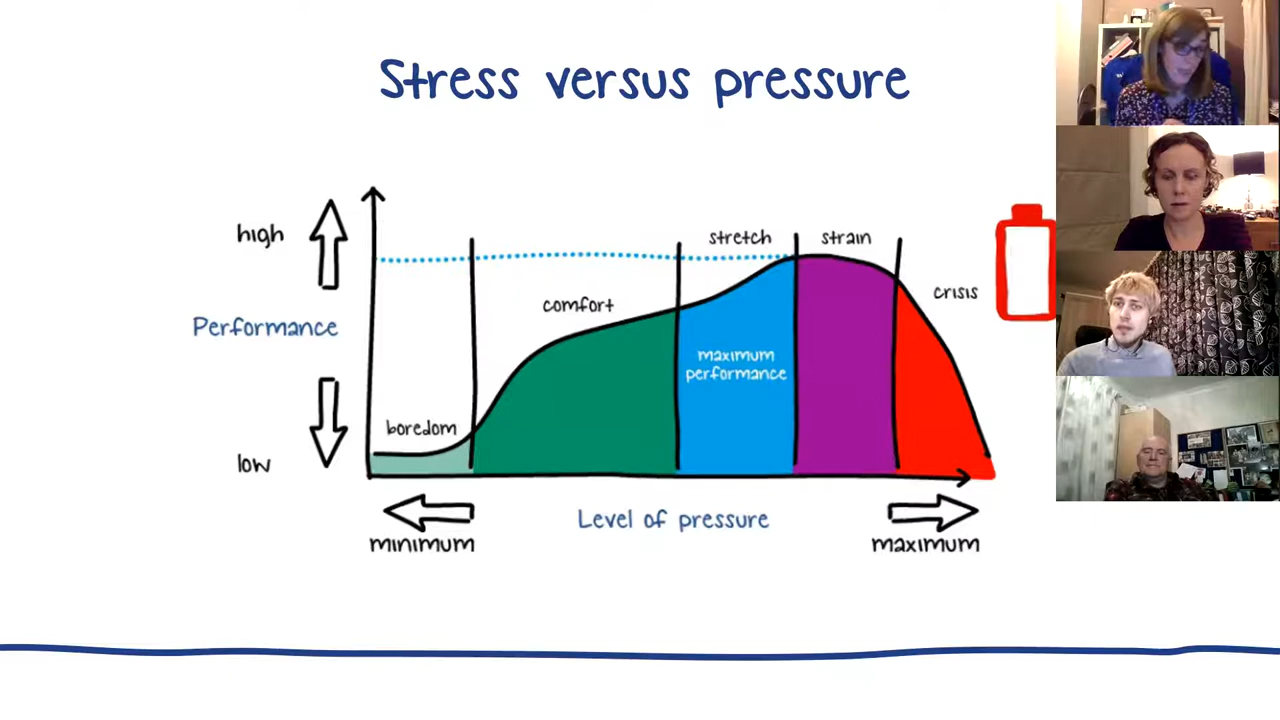 Stress versus pressure
high
stretch
strain
crisis
comfort
Performance
maximum
performance
boredom
low
Level of pressure
minimum
maximum